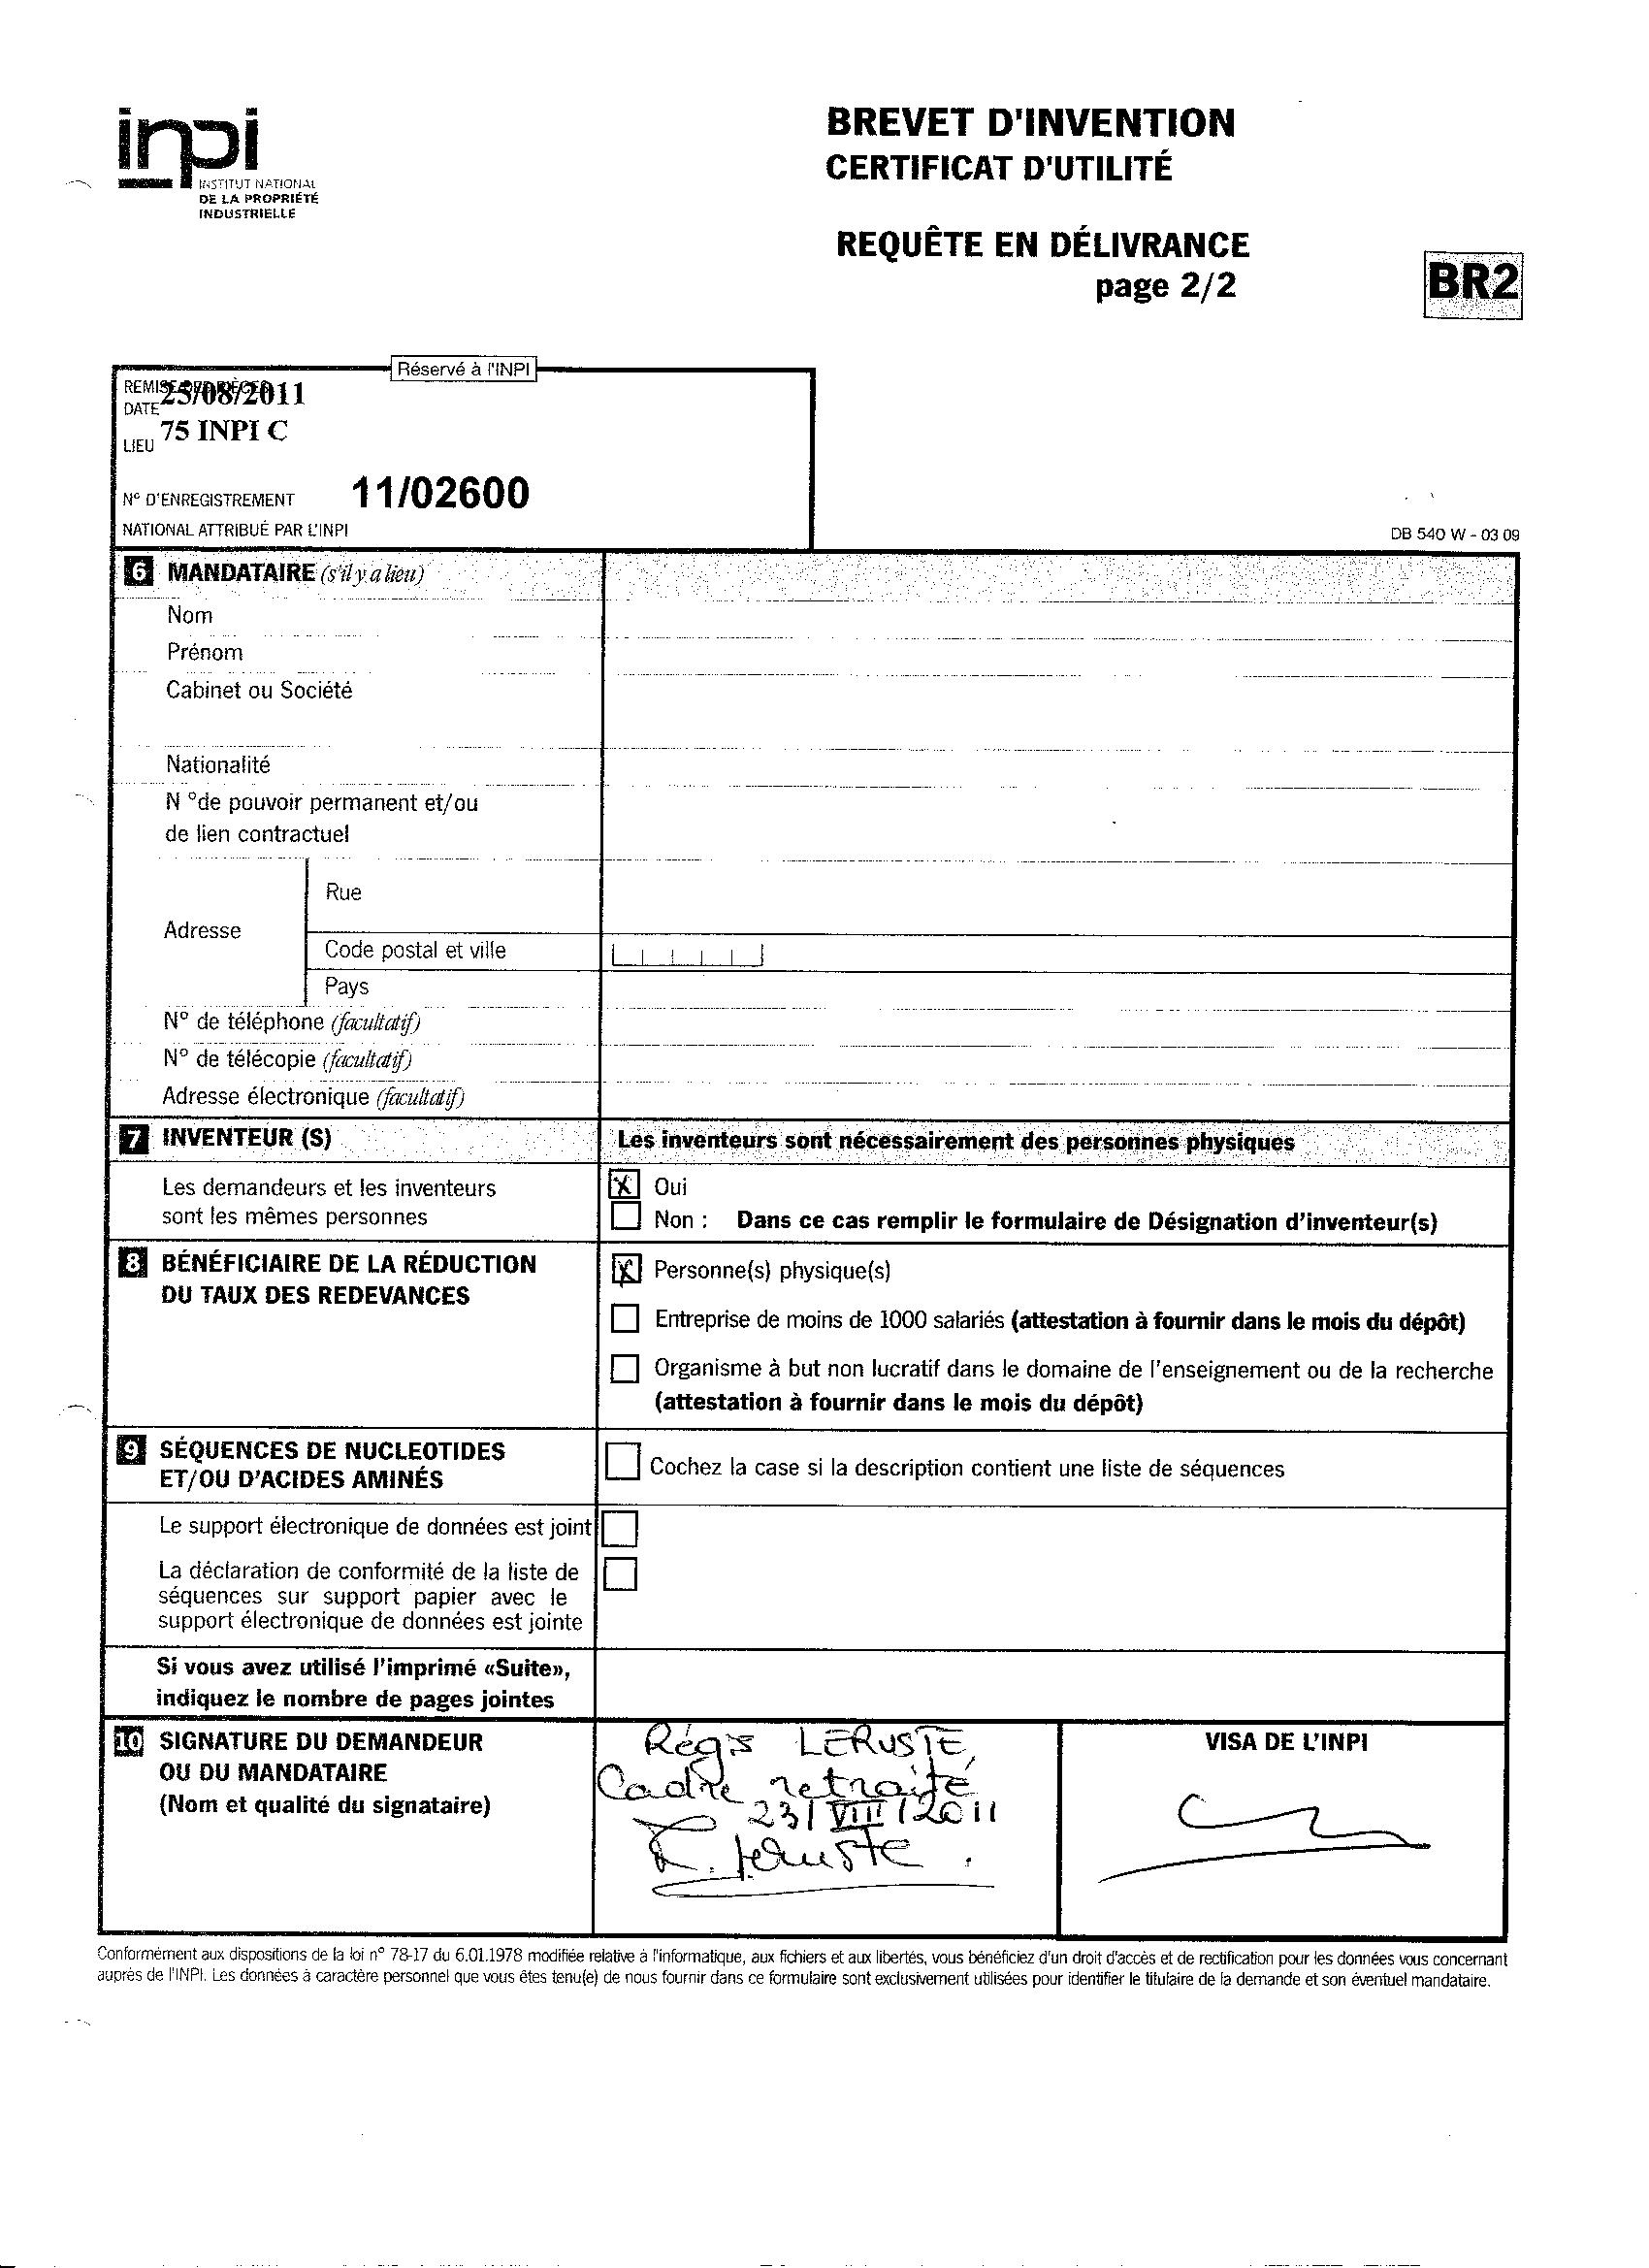 inpi
INSTITUT NATIONAL
DE LA PROPRIÉTÉ
INDUSTRIELLE
BREVET D'INVENTION
CERTIFICAT D'UTILITÉ
REQUÊTE EN DÉLIVRANCE
page 2/2
BR2
Réservé à l'INPI
REMISE DES PIÈCES
DATE 25/08/2011
LIEU 75 INPI C
N° D'ENREGISTREMENT 11/02600
NATIONAL ATTRIBUÉ PAR L'INPI
DB 540 W - 03 09
6 MANDATAIRE (s'il y a lieu)
Nom
Prénom
Cabinet ou Société
Nationalité
N °de pouvoir permanent et/ou
de lien contractuel
Adresse
Rue
Code postal et ville
Pays
N° de téléphone (facultatif)
N° de télécopie (facultatif)
Adresse électronique (facultatif)
7 INVENTEUR (S) Les inventeurs sont nécessairement des personnes physiques
Les demandeurs et les inventeurs
sont les mêmes personnes
X Oui
Non : Dans ce cas remplir le formulaire de Désignation d'inventeur(s)
8 BÉNÉFICIAIRE DE LA RÉDUCTION
DU TAUX DES REDEVANCES
X Personne(s) physique(s)
Entreprise de moins de 1000 salariés (attestation à fournir dans le mois du dépôt)
Organisme à but non lucratif dans le domaine de l'enseignement ou de la recherche
(attestation à fournir dans le mois du dépôt)
9 SÉQUENCES DE NUCLEOTIDES
ET/OU D'ACIDES AMINÉS
Cochez la case si la description contient une liste de séquences
Le support électronique de données est joint
La déclaration de conformité de la liste de
séquences sur support papier avec le
support électronique de données est jointe
Si vous avez utilisé l'imprimé «Suite»,
indiquez le nombre de pages jointes
10 SIGNATURE DU DEMANDEUR
OU DU MANDATAIRE
(Nom et qualité du signataire)
Régis LERUSTE,
Cadre retraité
23/VIII/2011
R. Leruste.
VISA DE L'INPI
Conformément aux dispositions de la loi n° 78-17 du 6.01.1978 modifiée relative à l'informatique, aux fichiers et aux libertés, vous bénéficiez d'un droit d'accès et de rectification pour les données vous concernant
auprès de l'INPI. Les données à caractère personnel que vous êtes tenu(e) de nous fournir dans ce formulaire sont exclusivement utilisées pour identifier le titulaire de la demande et son éventuel mandataire.